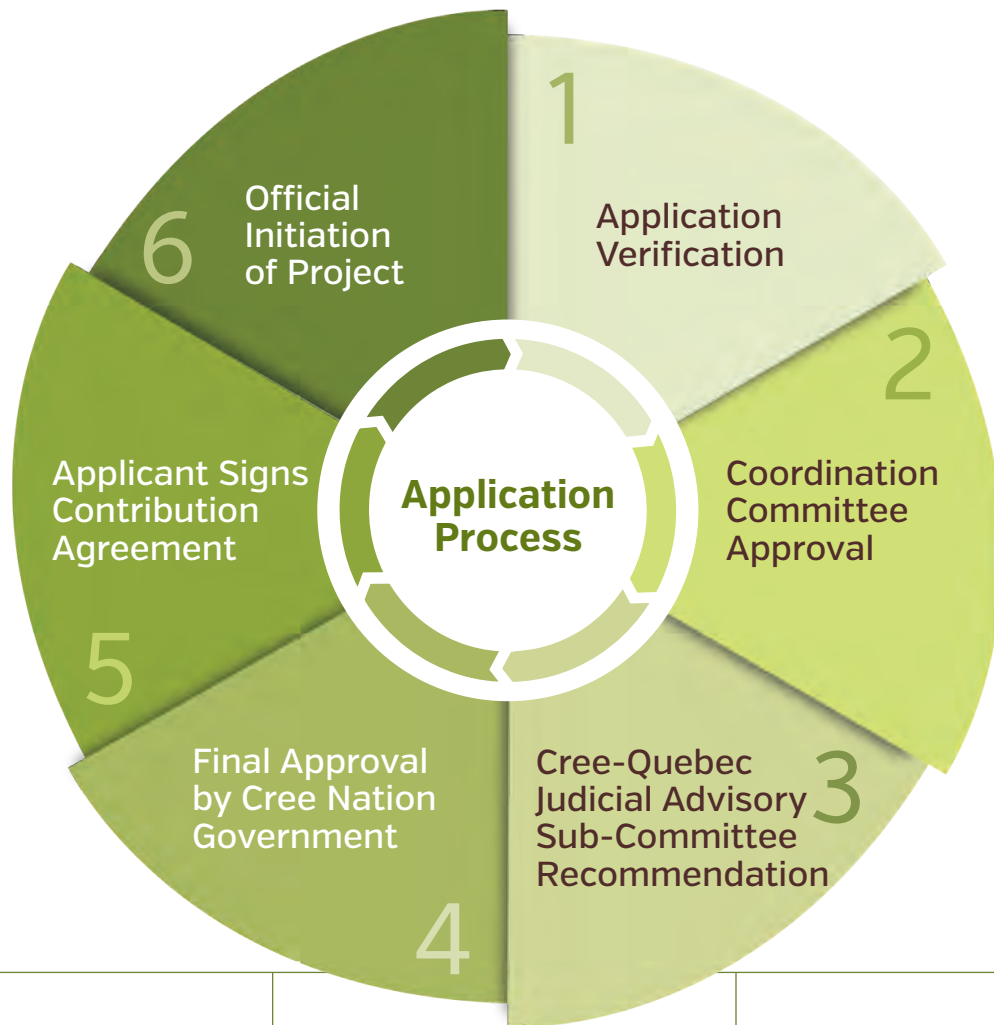 Application
Process
1
Application
Verification
2
Coordination
Committee
Approval
3
Cree-Quebec
Judicial Advisory
Sub-Committee
Recommendation
4
Final Approval
by Cree Nation
Government
5
Applicant Signs
Contribution
Agreement
6
Official
Initiation
of Project